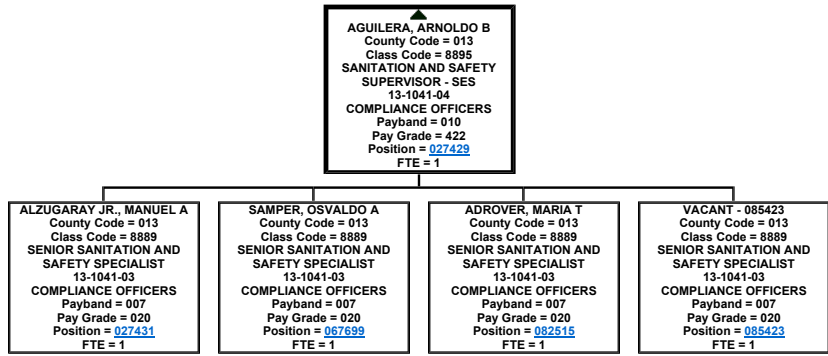 AGUILERA, ARNOLDO B
County Code = 013
Class Code = 8895
SANITATION AND SAFETY
SUPERVISOR - SES
13-1041-04
COMPLIANCE OFFICERS
Payband = 010
Pay Grade = 422
Position = 027429
FTE = 1
ALZUGARAY JR., MANUEL A
County Code = 013
Class Code = 8889
SENIOR SANITATION AND
SAFETY SPECIALIST
13-1041-03
COMPLIANCE OFFICERS
Payband = 007
Pay Grade = 020
Position = 027431
FTE = 1
SAMPER, OSVALDO A
County Code = 013
Class Code = 8889
SENIOR SANITATION AND
SAFETY SPECIALIST
13-1041-03
COMPLIANCE OFFICERS
Payband = 007
Pay Grade = 020
Position = 067699
FTE = 1
ADROVER, MARIA T
County Code = 013
Class Code = 8889
SENIOR SANITATION AND
SAFETY SPECIALIST
13-1041-03
COMPLIANCE OFFICERS
Payband = 007
Pay Grade = 020
Position = 082515
FTE = 1
VACANT - 085423
County Code = 013
Class Code = 8889
SENIOR SANITATION AND
SAFETY SPECIALIST
13-1041-03
COMPLIANCE OFFICERS
Payband = 007
Pay Grade = 020
Position = 085423
FTE = 1